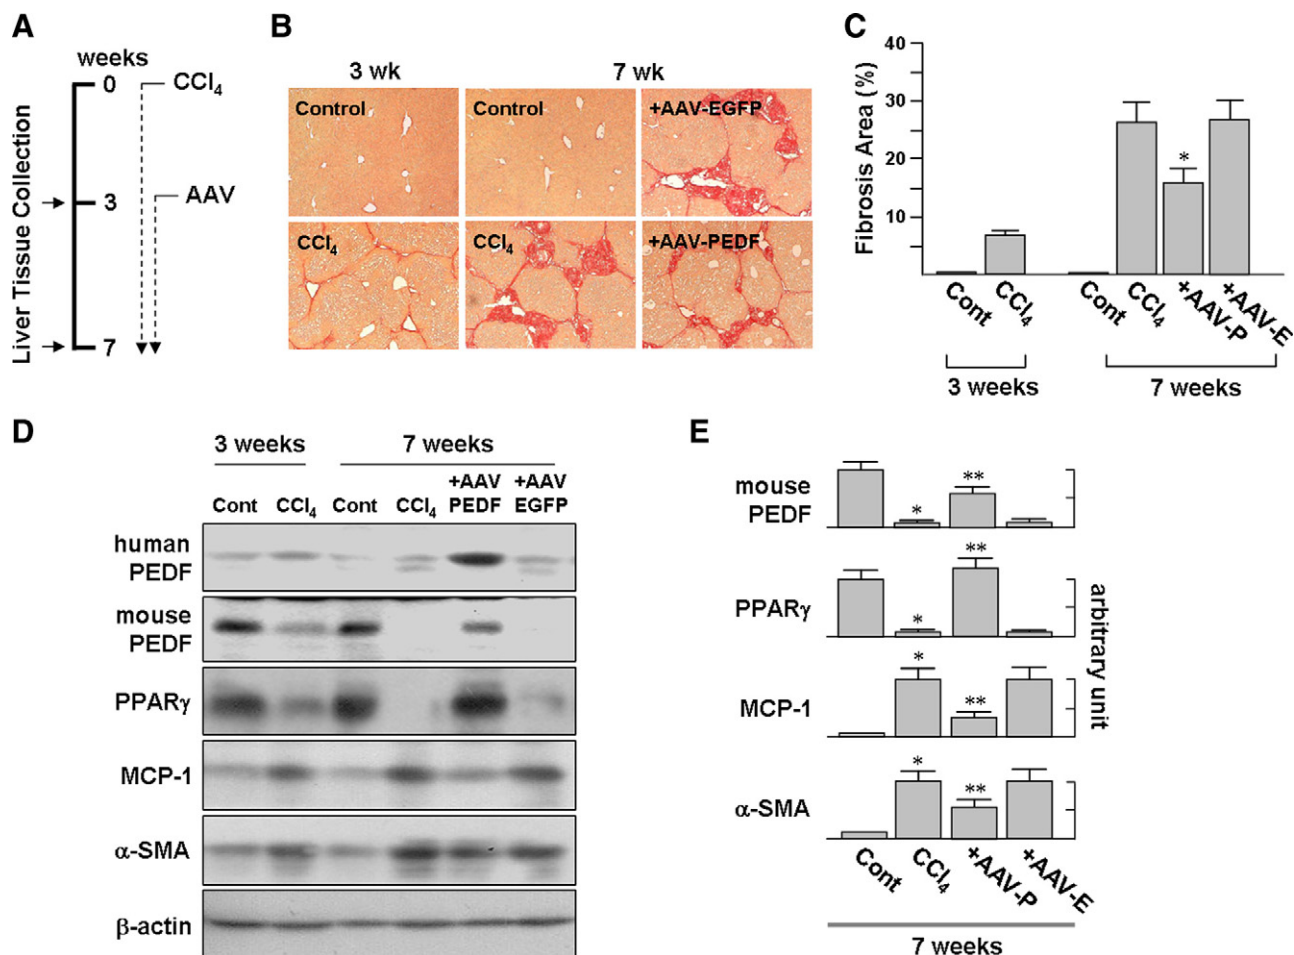 A
weeks
0
CCl4
3
AAV
7
Liver Tissue Collection
B
3 wk
7 wk
Control
Control
+AAV-EGFP
CCl4
CCl4
+AAV-PEDF
C
Fibrosis Area (%)
40
30
20
10
Cont
CCl4
Cont
CCl4
+AAV-P
+AAV-E
*
3 weeks
7 weeks
D
3 weeks
7 weeks
Cont
CCl4
Cont
CCl4
+AAV
PEDF
+AAV
EGFP
human
PEDF
mouse
PEDF
PPARγ
MCP-1
α-SMA
β-actin
E
mouse
PEDF
*
**
PPARγ
*
**
MCP-1
*
**
α-SMA
*
**
arbitrary unit
Cont
CCl4
+AAV-P
+AAV-E
7 weeks